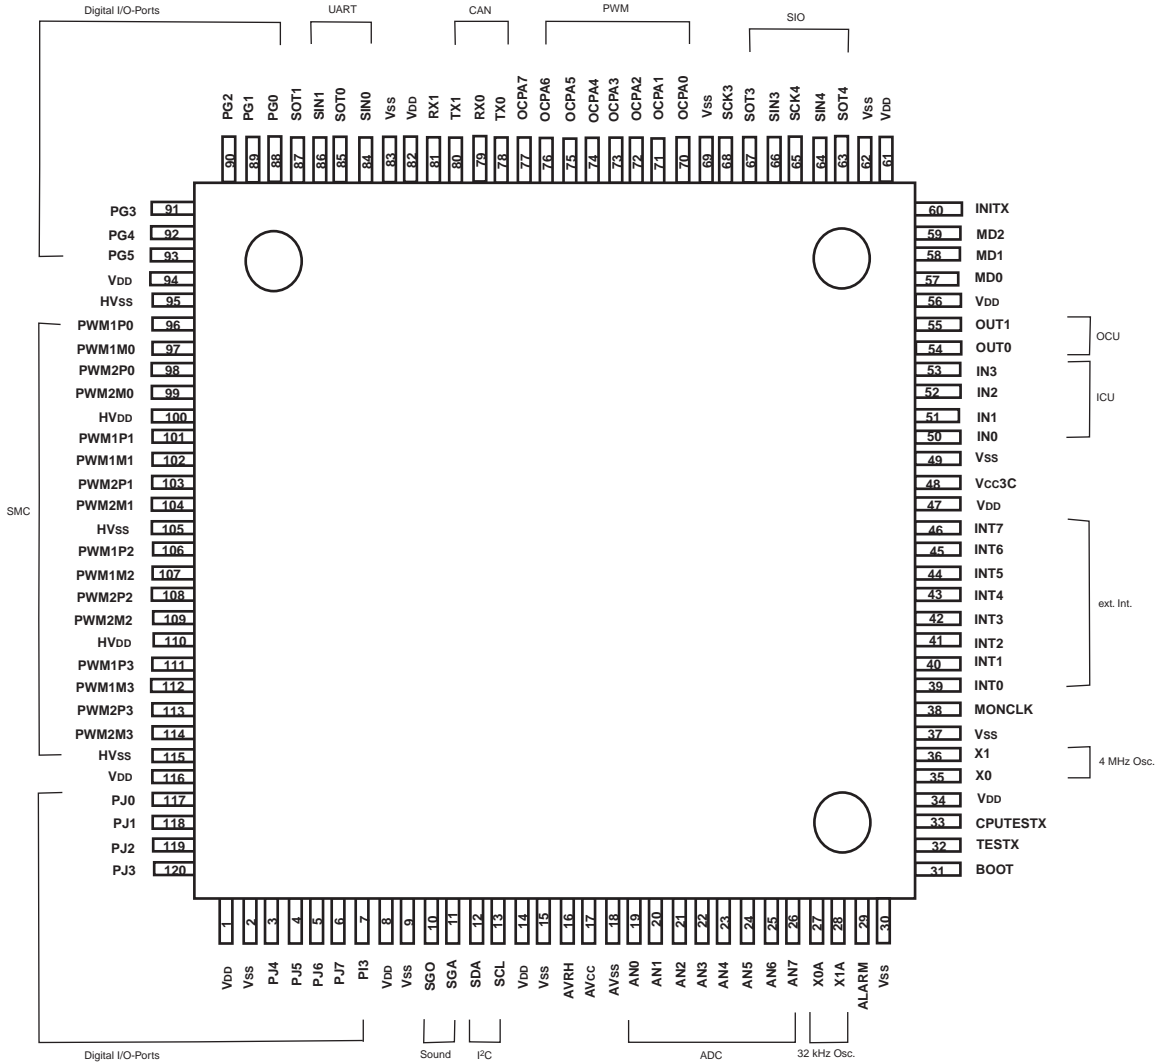 Digital I/O-Ports
UART
CAN
PWM
SIO
PG2 PG1 PG0 SOT1 SIN1 SOT0 SIN0 VSS VDD RX1 TX1 RX0 TX0 OCPA7 OCPA6 OCPA5 OCPA4 OCPA3 OCPA2 OCPA1 OCPA0 VSS SCK3 SOT3 SIN3 SCK4 SIN4 SOT4 VSS VDD
90 89 88 87 86 85 84 83 82 81 80 79 78 77 76 75 74 73 72 71 70 69 68 67 66 65 64 63 62 61
PG3 91 60 INITX
PG4 92 59 MD2
PG5 93 58 MD1
VDD 94 57 MD0
HVSS 95 56 VDD
PWM1P0 96 55 OUT1
OCU
PWM1M0 97 54 OUT0
PWM2P0 98 53 IN3
PWM2M0 99 52 IN2
ICU
HVDD 100 51 IN1
PWM1P1 101 50 IN0
PWM1M1 102 49 VSS
PWM2P1 103 48 VCC3C
PWM2M1 104 47 VDD
SMC
HVSS 105 46 INT7
PWM1P2 106 45 INT6
PWM1M2 107 44 INT5
PWM2P2 108 43 INT4
ext. Int.
PWM2M2 109 42 INT3
HVDD 110 41 INT2
PWM1P3 111 40 INT1
PWM1M3 112 39 INT0
PWM2P3 113 38 MONCLK
PWM2M3 114 37 VSS
HVSS 115 36 X1
4 MHz Osc.
VDD 116 35 X0
PJ0 117 34 VDD
PJ1 118 33 CPUTESTX
PJ2 119 32 TESTX
PJ3 120 31 BOOT
1 2 3 4 5 6 7 8 9 10 11 12 13 14 15 16 17 18 19 20 21 22 23 24 25 26 27 28 29 30
VDD VSS PJ4 PJ5 PJ6 PJ7 PI3 VDD VSS SGO SGA SDA SCL VDD VSS AVRH AVCC AVSS AN0 AN1 AN2 AN3 AN4 AN5 AN6 AN7 X0A X1A ALARM VSS
Digital I/O-Ports
Sound
I²C
ADC
32 kHz Osc.